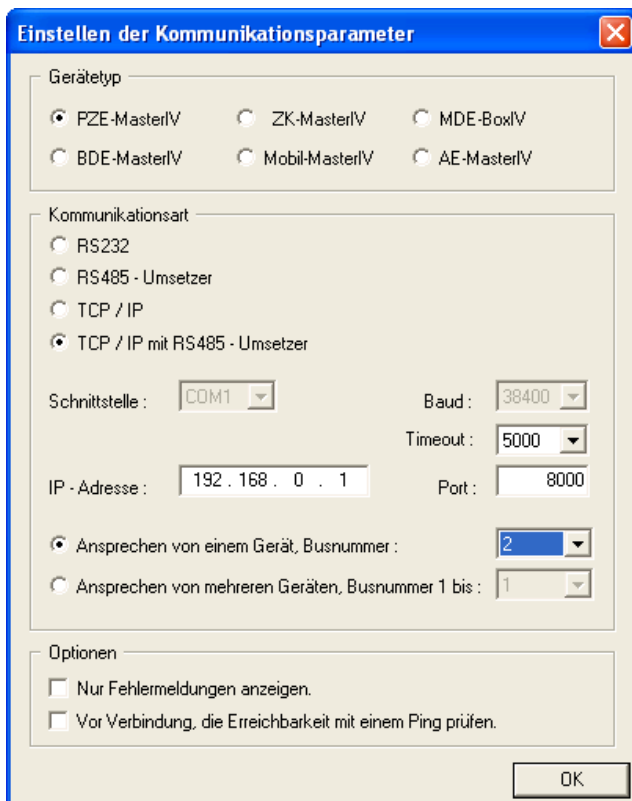 Einstellen der Kommunikationsparameter
Gerätetyp
PZE-MasterIV ZK-MasterIV MDE-BoxIV
BDE-MasterIV Mobil-MasterIV AE-MasterIV
Kommunikationsart
RS232
RS485 - Umsetzer
TCP / IP
TCP / IP mit RS485 - Umsetzer
Schnittstelle : COM1 Baud : 38400
Timeout : 5000
IP - Adresse : 192 . 168 . 0 . 1 Port : 8000
Ansprechen von einem Gerät, Busnummer : 2
Ansprechen von mehreren Geräten, Busnummer 1 bis : 1
Optionen
Nur Fehlermeldungen anzeigen.
Vor Verbindung, die Erreichbarkeit mit einem Ping prüfen.
OK